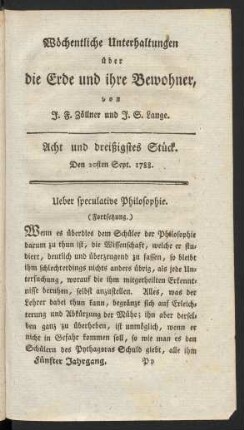 Wöchentliche Unterhaltungen
über
die Erde und ihre Bewohner,
von
J. F. Zöllner und J. S. Lange.
Acht und dreißigstes Stück.
Den 20sten Sept. 1788.
Ueber speculative Philosophie.
(Fortsetzung.)
Wenn es überdies dem Schüler der Philosophie
darum zu thun ist, die Wissenschaft, welche er stu-
diert, deutlich und überzeugend zu fassen, so bleibt
ihm schlechterdings nichts anders übrig, als jede Un-
tersuchung, worauf die ihm mitgetheilten Erkennt-
nisse beruhen, selbst anzustellen. Alles, was der
Lehrer dabei thun kann, begränzt sich auf Erleichte-
rung und Abkürzung der Mühe; ihn aber dersel-
ben ganz zu überheben, ist unmöglich, wenn er
nicht in Gefahr kommen soll, so wie man es den
Schülern des Pythagoras Schuld giebt, alle ihm
Fünfter Jahrgang. Pp